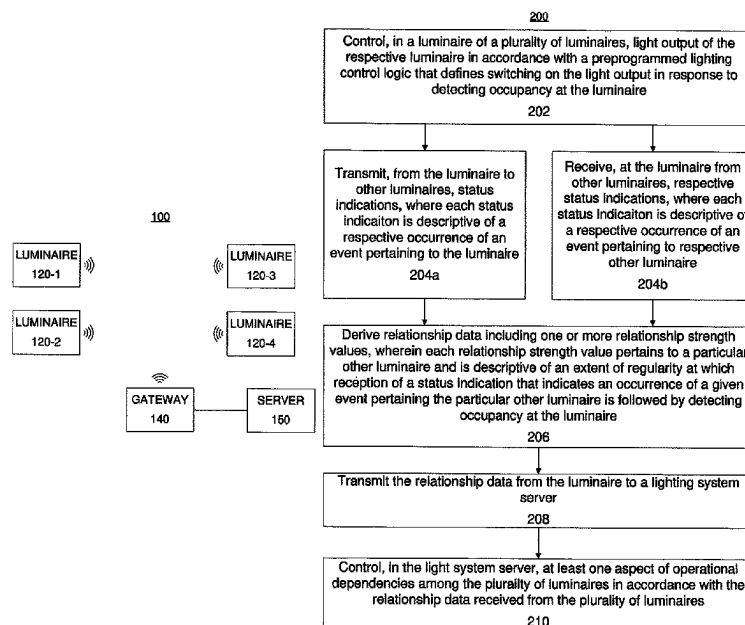 100
LUMINAIRE
120-1
LUMINAIRE
120-3
LUMINAIRE
120-2
LUMINAIRE
120-4
GATEWAY
140
SERVER
150
200
Control, in a luminaire of a plurality of luminaires, light output of the
respective luminaire in accordance with a preprogrammed lighting
control logic that defines switching on the light output in response to
detecting occupancy at the luminaire
202
Transmit, from the luminaire to
other luminaires, status
indications, where each status
indicaiton is descriptive of a
respective occurrence of an
event pertaining to the luminaire
204a
Receive, at the luminaire from
other luminaires, respective
status indications, where each
status indicaiton is descriptive of
a respective occurrence of an
event pertaining to respective
other luminaire
204b
Derive relationship data including one or more relationship strength
values, wherein each relationship strength value pertains to a particular
other luminaire and is descriptive of an extent of regularity at which
reception of a status indication that indicates an occurrence of a given
event pertaining the particular other luminaire is followed by detecting
occupancy at the luminaire
206
Transmit the relationship data from the luminaire to a lighting system
server
208
Control, in the light system server, at least one aspect of operational
dependencies among the plurality of luminaires in accordance with the
relationship data received from the plurality of luminaires
210